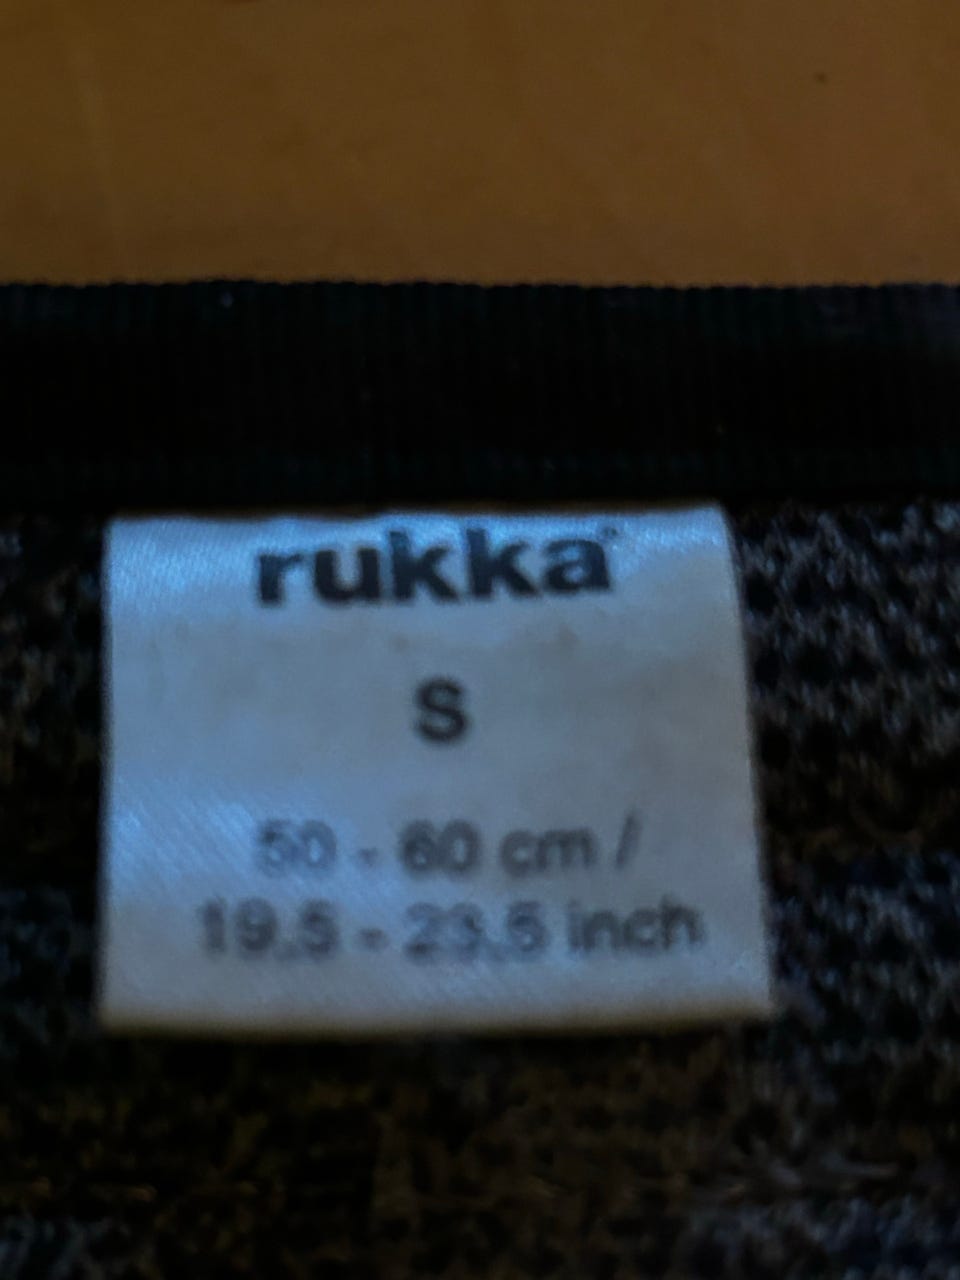 rukka
S
50 - 60 cm /
19.5 - 23.5 inch